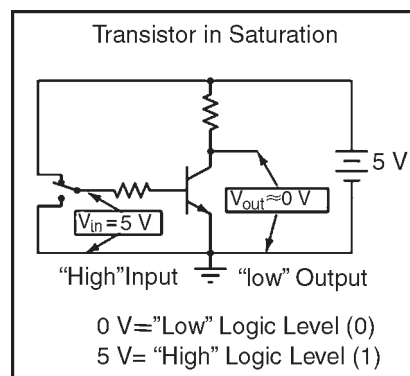 Transistor in Saturation
5 V
Vin = 5 V
Vout ≈0 V
“High”Input
“low” Output
0 V=”Low” Logic Level (0)
5 V= “High” Logic Level (1)